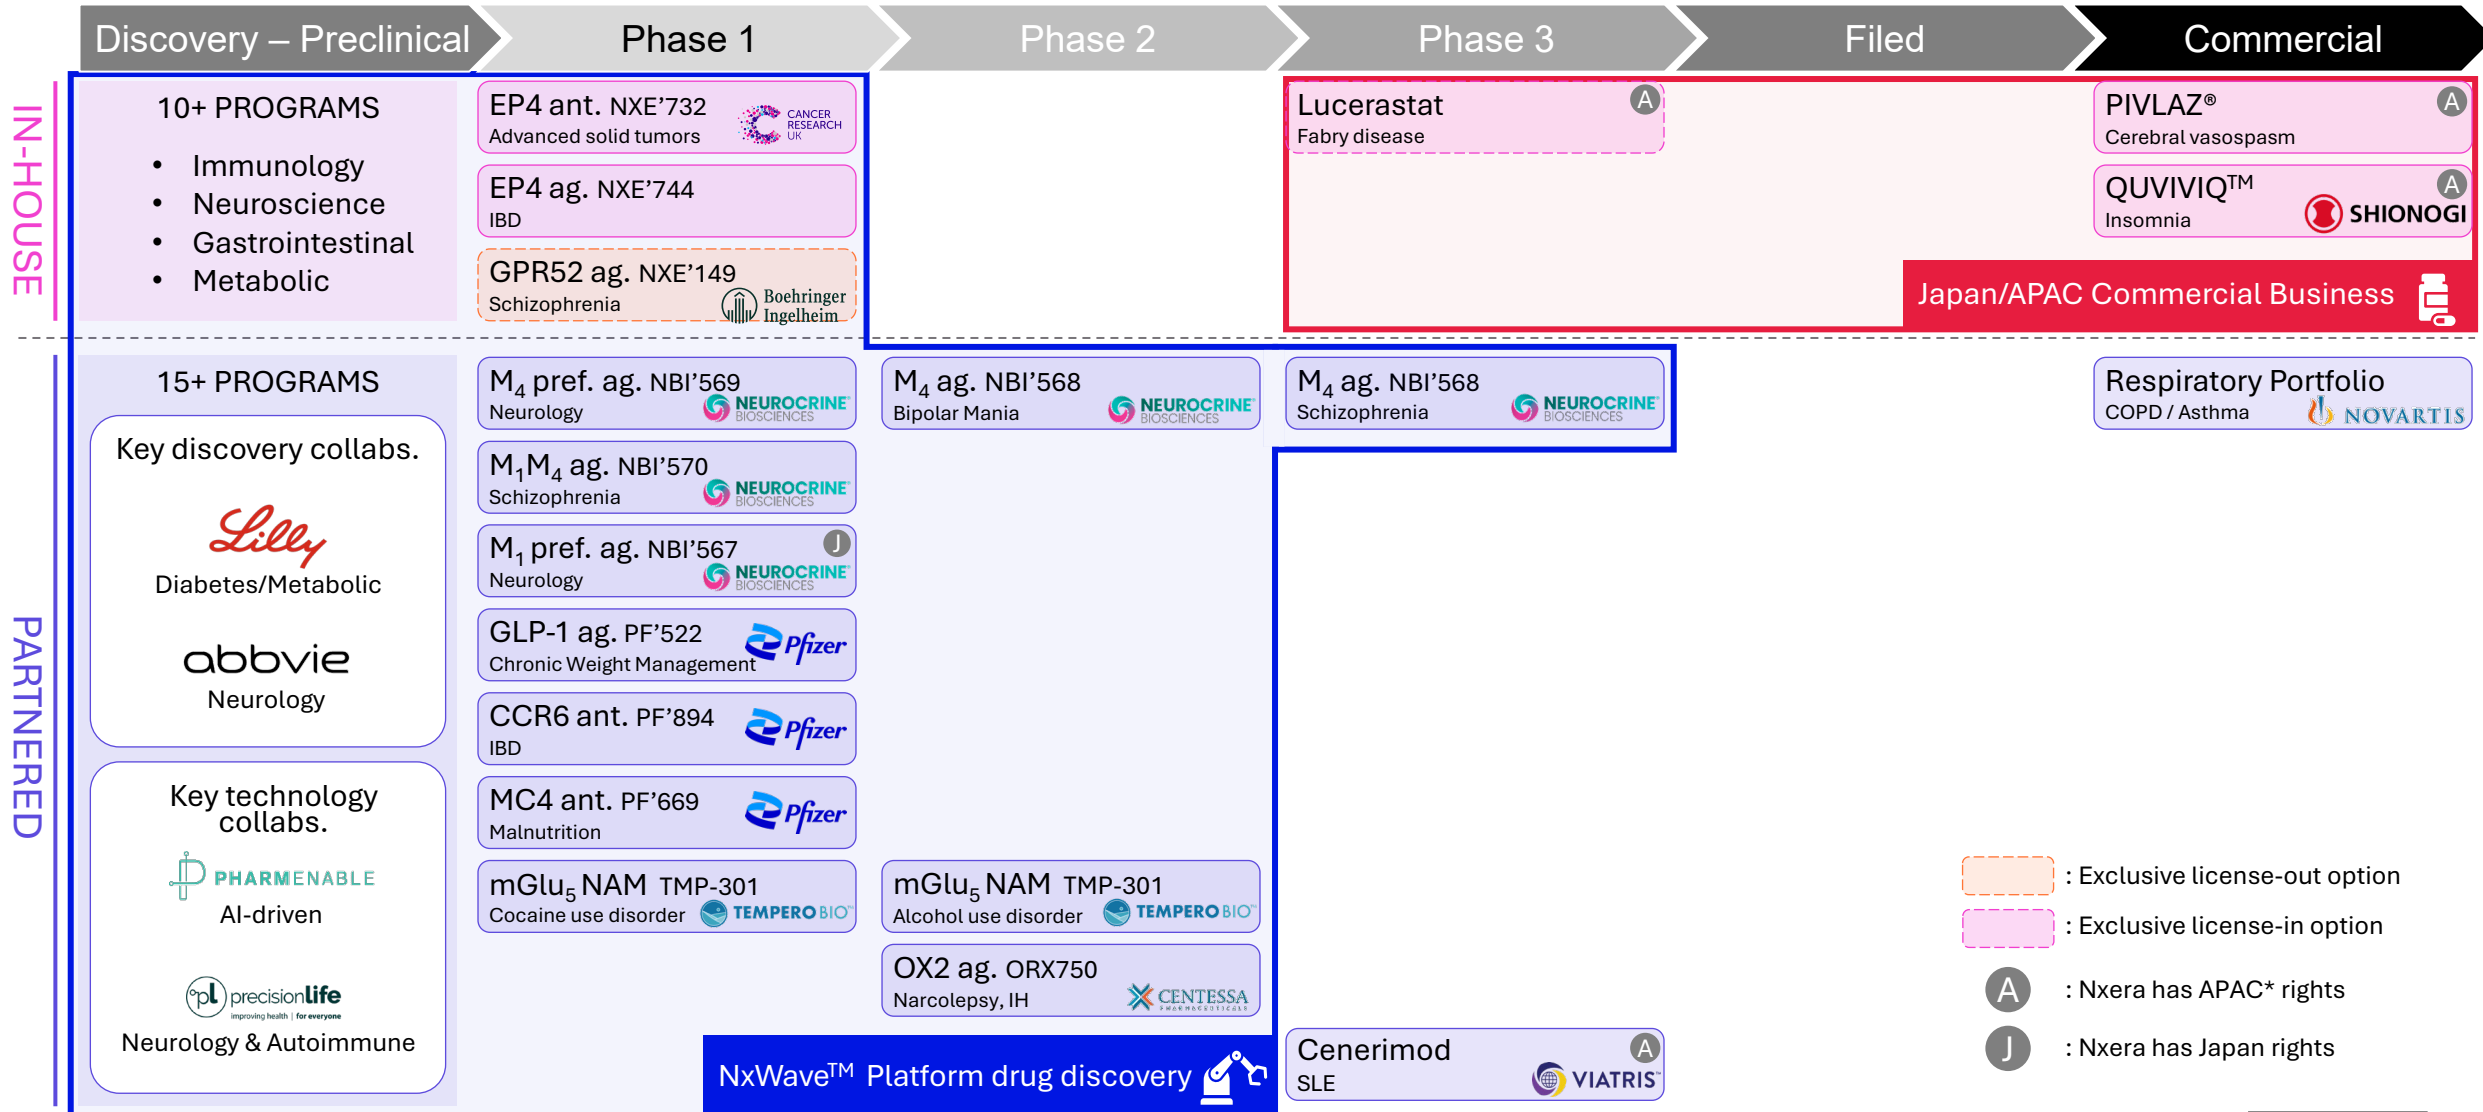 Discovery – Preclinical
Phase 1
Phase 2
Phase 3
Filed
Commercial
IN-HOUSE
10+ PROGRAMS
• Immunology
• Neuroscience
• Gastrointestinal
• Metabolic
EP4 ant. NXE’732
Advanced solid tumors
CANCER
RESEARCH
UK
EP4 ag. NXE’744
IBD
GPR52 ag. NXE’149
Schizophrenia
Boehringer
Ingelheim
Lucerastat
Fabry disease
A
PIVLAZ®
Cerebral vasospasm
A
QUVIVIQ™
Insomnia
A
SHIONOGI
Japan/APAC Commercial Business
PARTNERED
15+ PROGRAMS
Key discovery collabs.
Lilly
Diabetes/Metabolic
abbvie
Neurology
Key technology
collabs.
PHARMENABLE
AI-driven
pl precisionlife
improving health | for everyone
Neurology & Autoimmune
M₄ pref. ag. NBI’569
Neurology
NEUROCRINE
BIOSCIENCES
M₁M₄ ag. NBI’570
Schizophrenia
NEUROCRINE
BIOSCIENCES
M₁ pref. ag. NBI’567
Neurology
J
NEUROCRINE
BIOSCIENCES
GLP-1 ag. PF’522
Chronic Weight Management
Pfizer
CCR6 ant. PF’894
IBD
Pfizer
MC4 ant. PF’669
Malnutrition
Pfizer
mGlu₅ NAM TMP-301
Cocaine use disorder
TEMPERO BIO™
M₄ ag. NBI’568
Bipolar Mania
NEUROCRINE
BIOSCIENCES
mGlu₅ NAM TMP-301
Alcohol use disorder
TEMPERO BIO™
OX2 ag. ORX750
Narcolepsy, IH
CENTESSA
PHARMACEUTICALS
NxWave™ Platform drug discovery
M₄ ag. NBI’568
Schizophrenia
NEUROCRINE
BIOSCIENCES
Cenerimod
SLE
A
VIATRIS™
Respiratory Portfolio
COPD / Asthma
NOVARTIS
: Exclusive license-out option
: Exclusive license-in option
A : Nxera has APAC* rights
J : Nxera has Japan rights